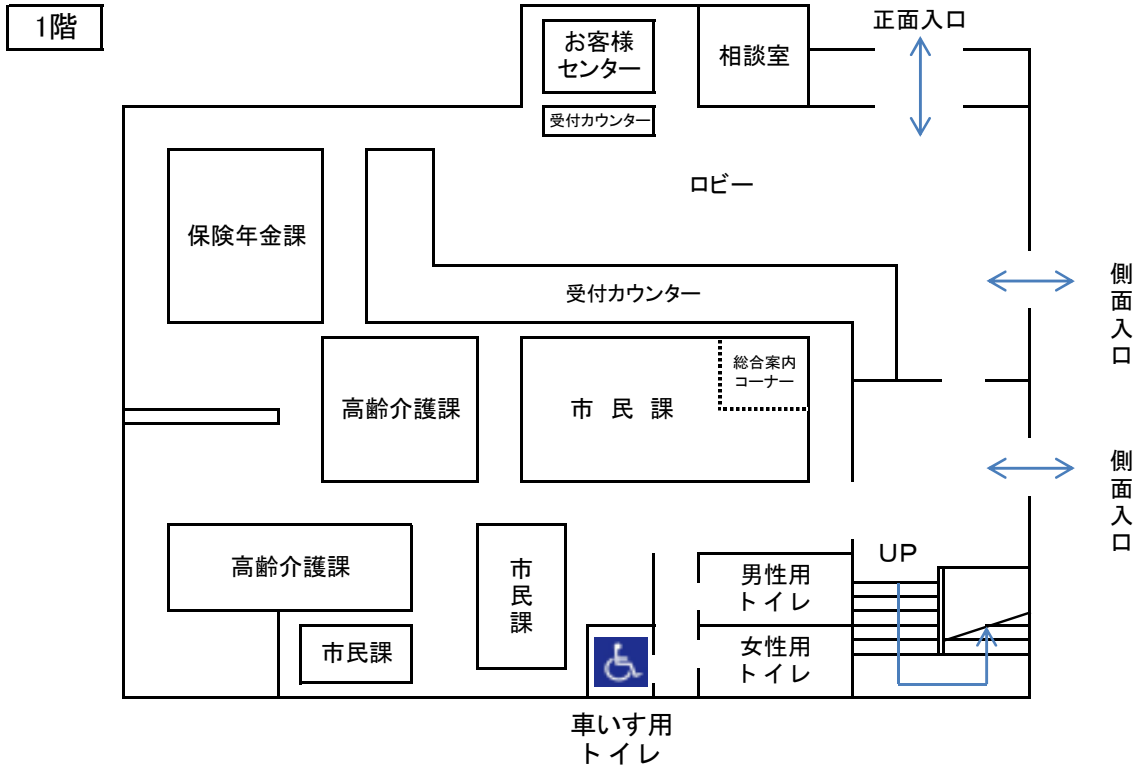 1階
正面入口
お客様
センター
相談室
受付カウンター
ロビー
保険年金課
側面入口
受付カウンター
総合案内
コーナー
高齢介護課
市民課
側面入口
高齢介護課
市民課
UP
男性用
トイレ
市民課
女性用
トイレ
車いす用
トイレ